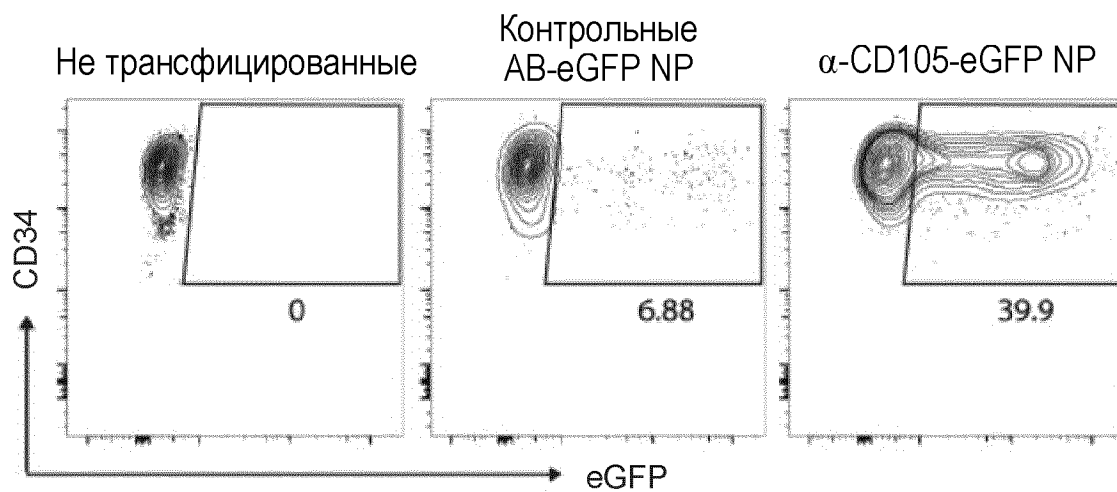 Не трансфицированные
Контрольные
AB-eGFP NP
α-CD105-eGFP NP
CD34
0
6.88
39.9
eGFP